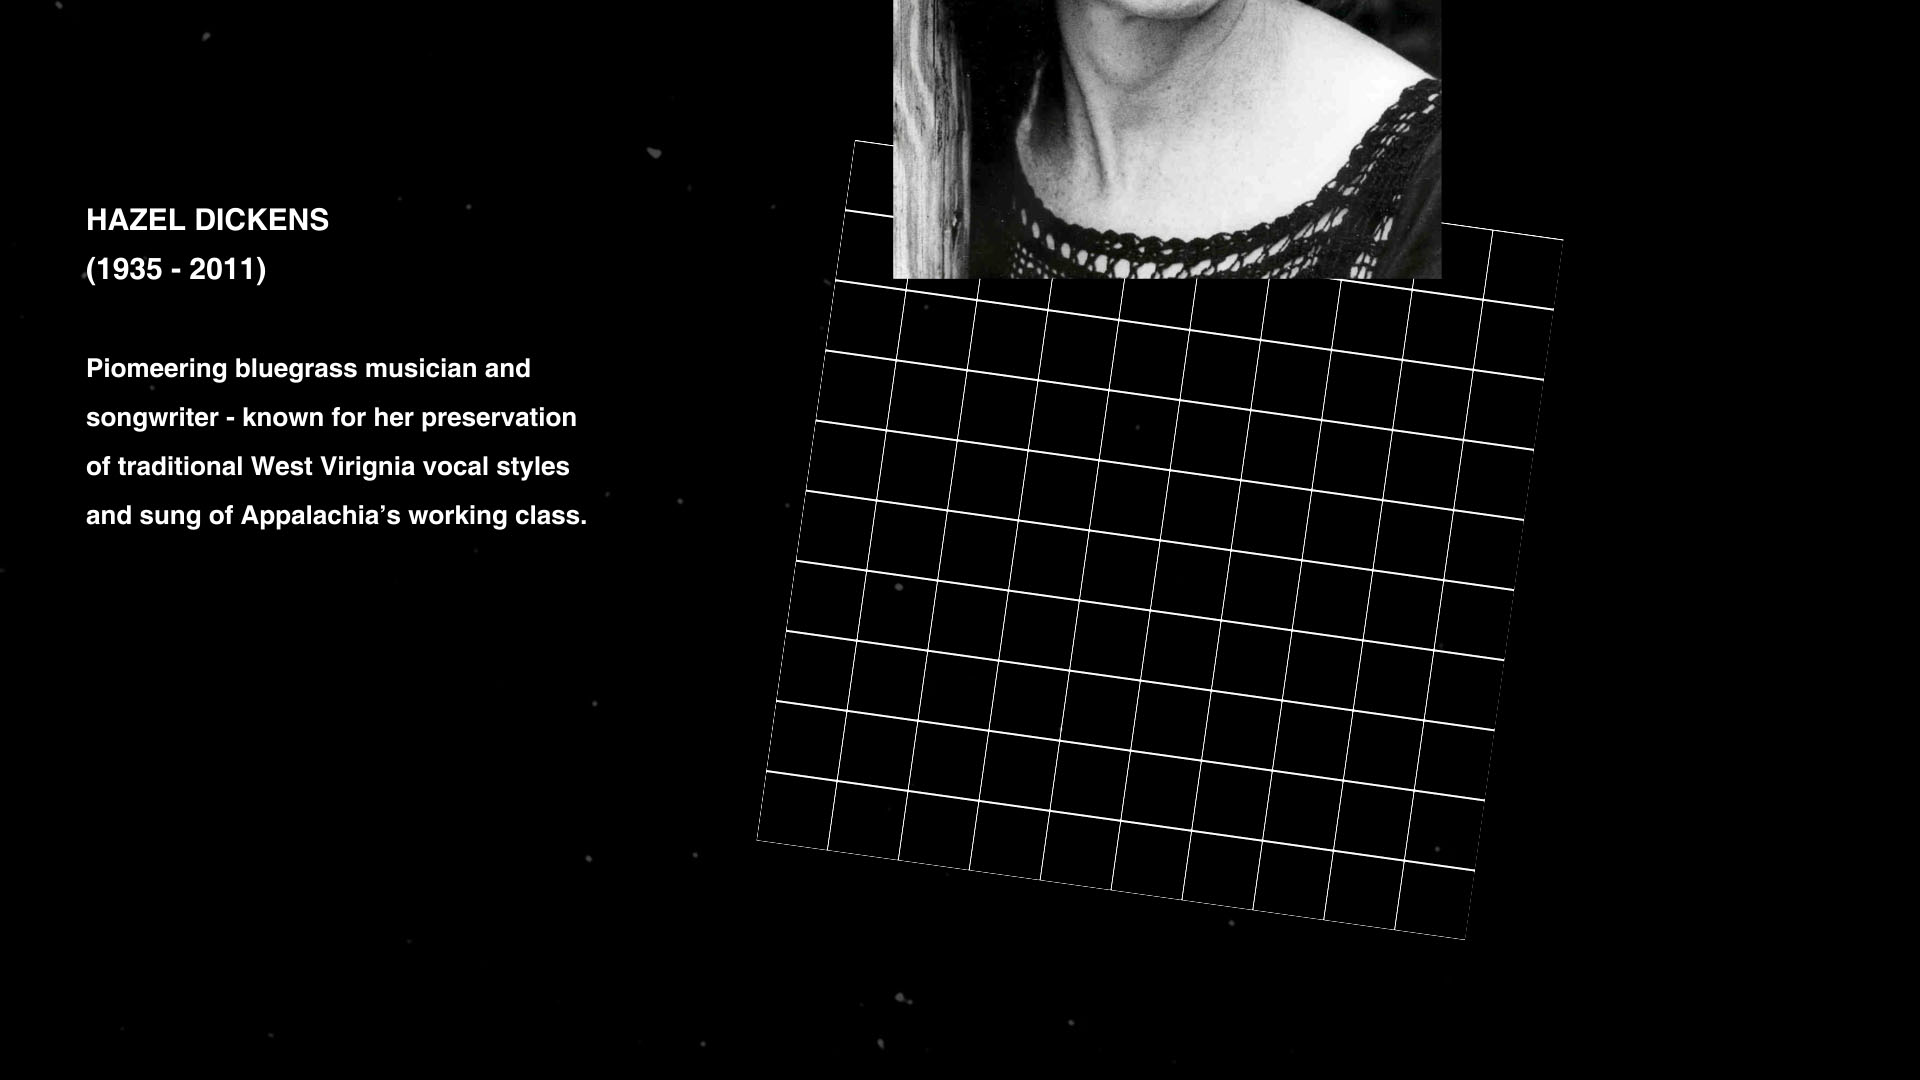 HAZEL DICKENS
(1935 - 2011)
Piomeering bluegrass musician and
songwriter - known for her preservation
of traditional West Virignia vocal styles
and sung of Appalachia’s working class.